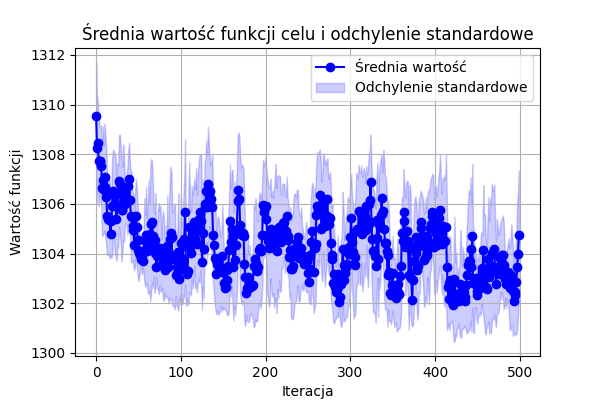 Średnia wartość funkcji celu i odchylenie standardowe
1312
1310
1308
1306
1304
1302
1300
Wartość funkcji
Średnia wartość
Odchylenie standardowe
0
100
200
300
400
500
Iteracja